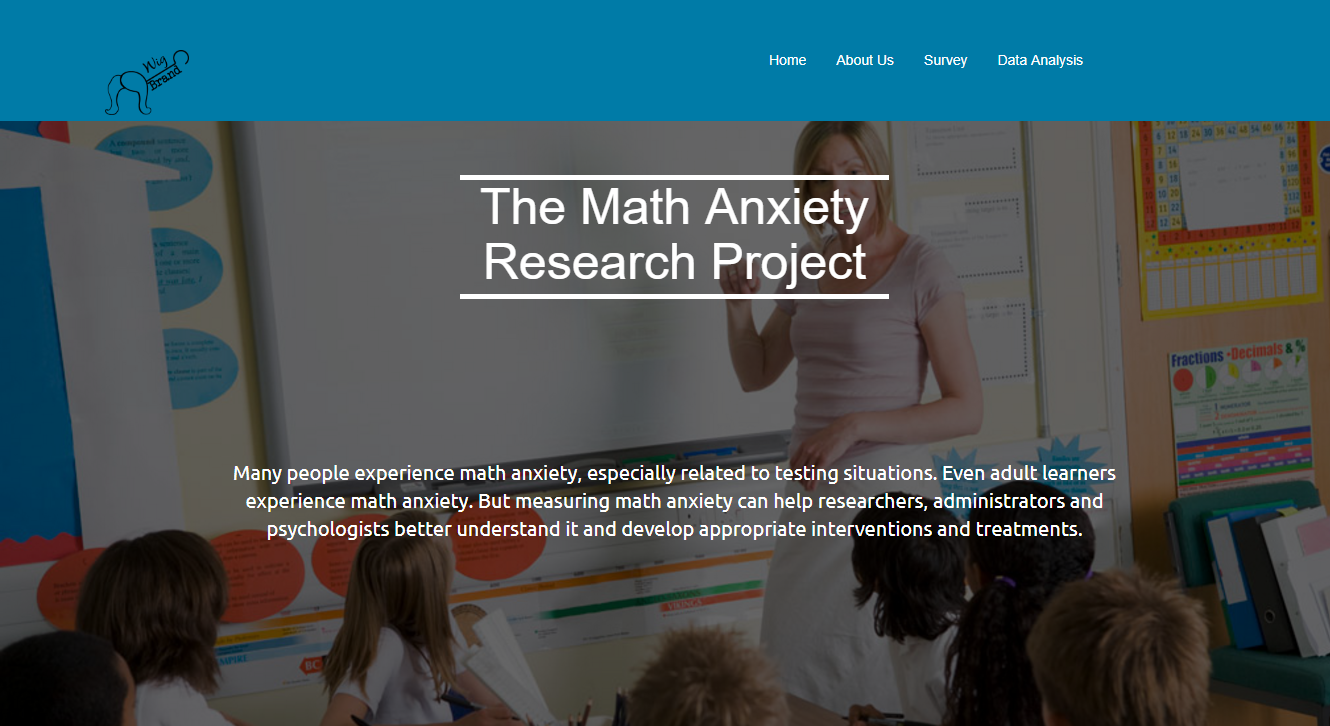 Wig
Brand
Home
About Us
Survey
Data Analysis
The Math Anxiety
Research Project
Many people experience math anxiety, especially related to testing situations. Even adult learners
experience math anxiety. But measuring math anxiety can help researchers, administrators and
psychologists better understand it and develop appropriate interventions and treatments.
Fractions • Decimals & %
VIKINGS
BC